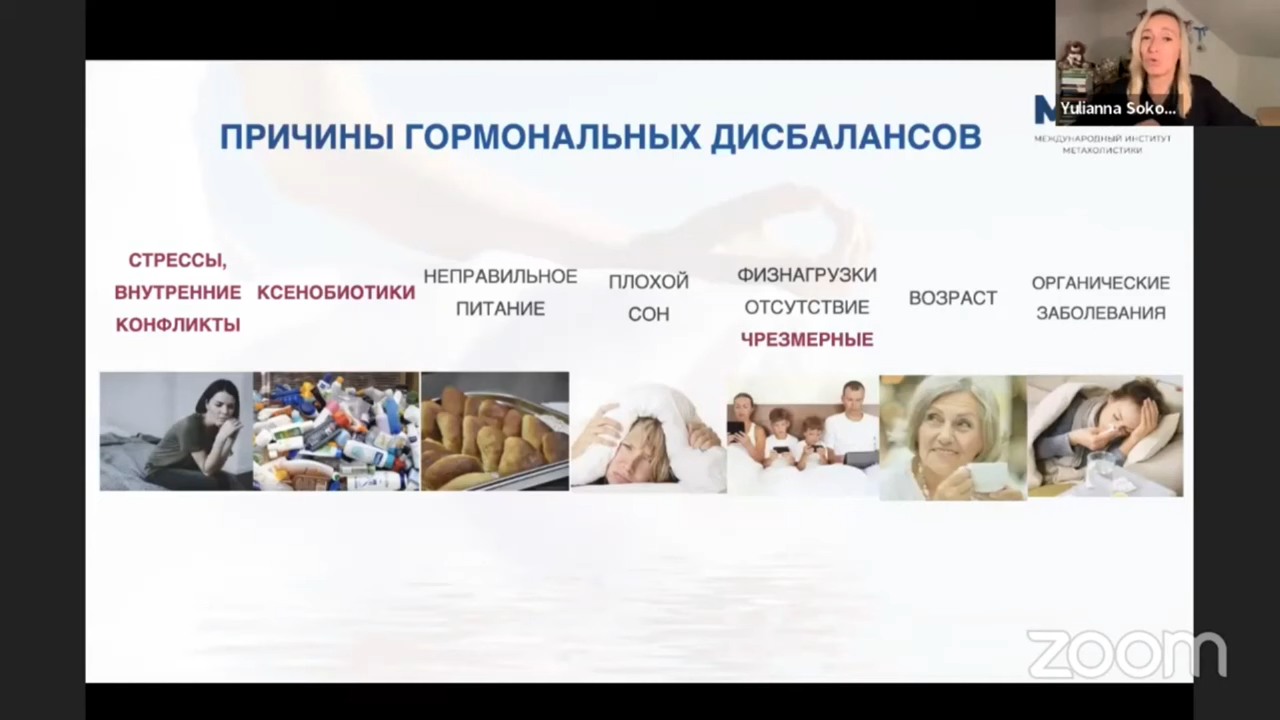 Yulianna Soko...
МЕЖДУНАРОДНЫЙ ИНСТИТУТ
МЕТАХОЛИСТИКИ
ПРИЧИНЫ ГОРМОНАЛЬНЫХ ДИСБАЛАНСОВ
СТРЕССЫ,
ВНУТРЕННИЕ
КОНФЛИКТЫ
КСЕНОБИОТИКИ
НЕПРАВИЛЬНОЕ
ПИТАНИЕ
ПЛОХОЙ
СОН
ФИЗНАГРУЗКИ
ОТСУТСТВИЕ
ЧРЕЗМЕРНЫЕ
ВОЗРАСТ
ОРГАНИЧЕСКИЕ
ЗАБОЛЕВАНИЯ
zoom